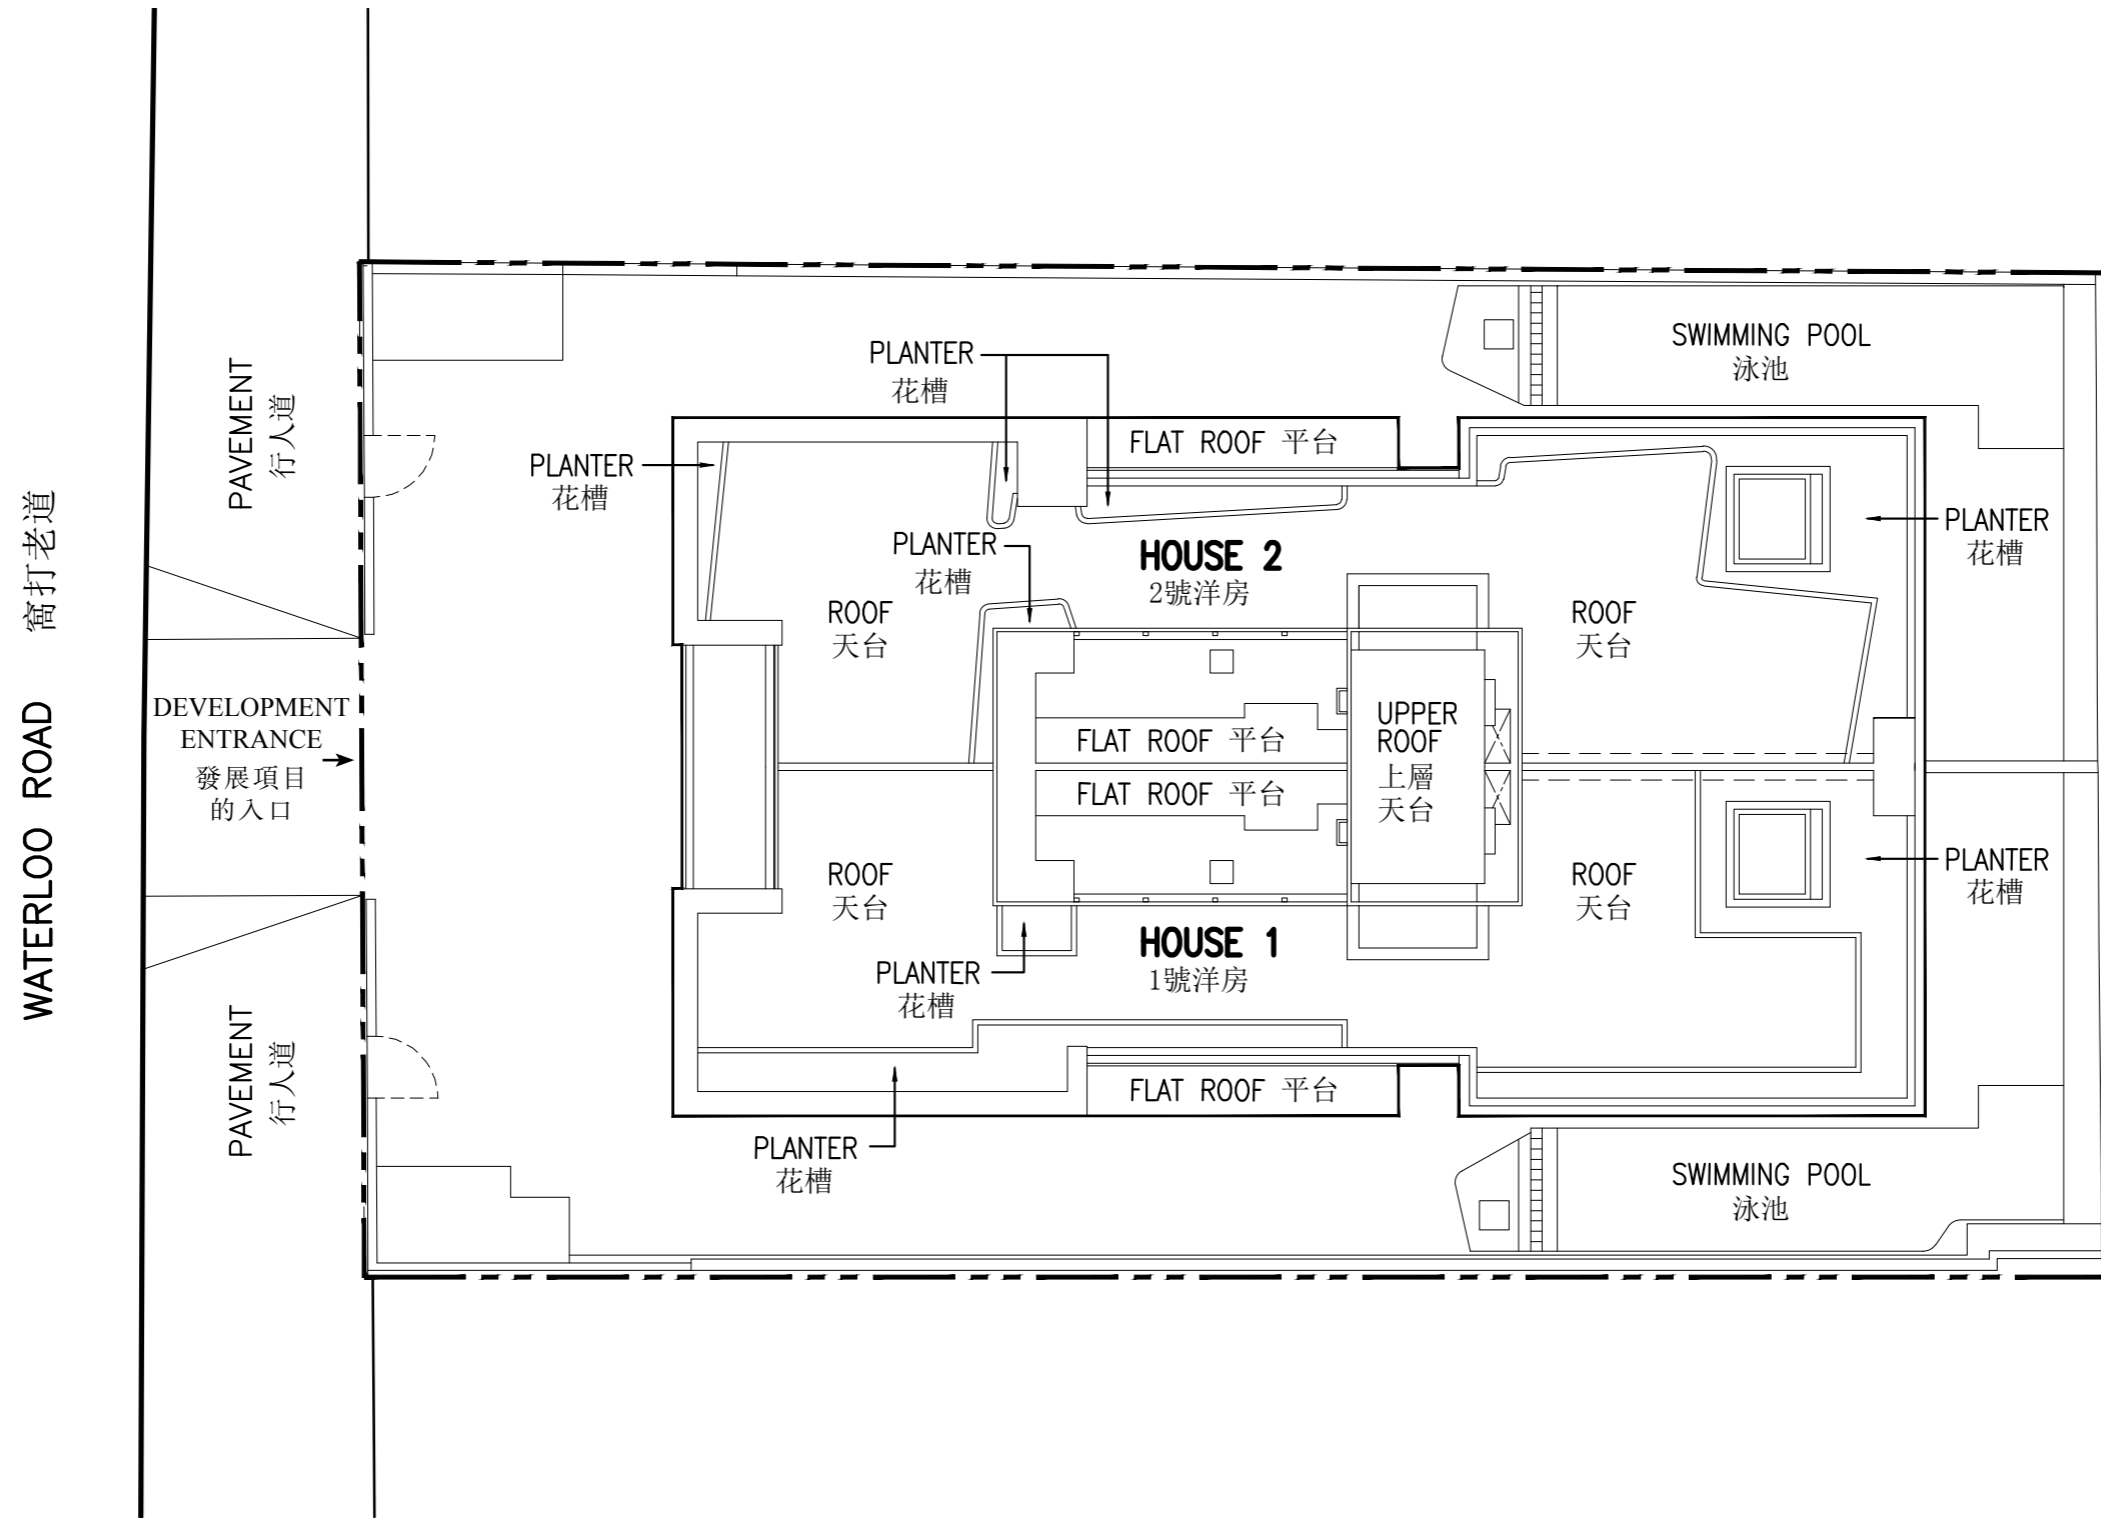 WATERLOO ROAD 窩打老道
PAVEMENT
行人道
DEVELOPMENT
ENTRANCE
發展項目
的入口
PAVEMENT
行人道
PLANTER
花槽
PLANTER
花槽
PLANTER
花槽
FLAT ROOF 平台
HOUSE 2
2號洋房
ROOF
天台
ROOF
天台
SWIMMING POOL
泳池
PLANTER
花槽
FLAT ROOF 平台
FLAT ROOF 平台
UPPER
ROOF
上層
天台
ROOF
天台
ROOF
天台
PLANTER
花槽
HOUSE 1
1號洋房
PLANTER
花槽
FLAT ROOF 平台
PLANTER
花槽
SWIMMING POOL
泳池